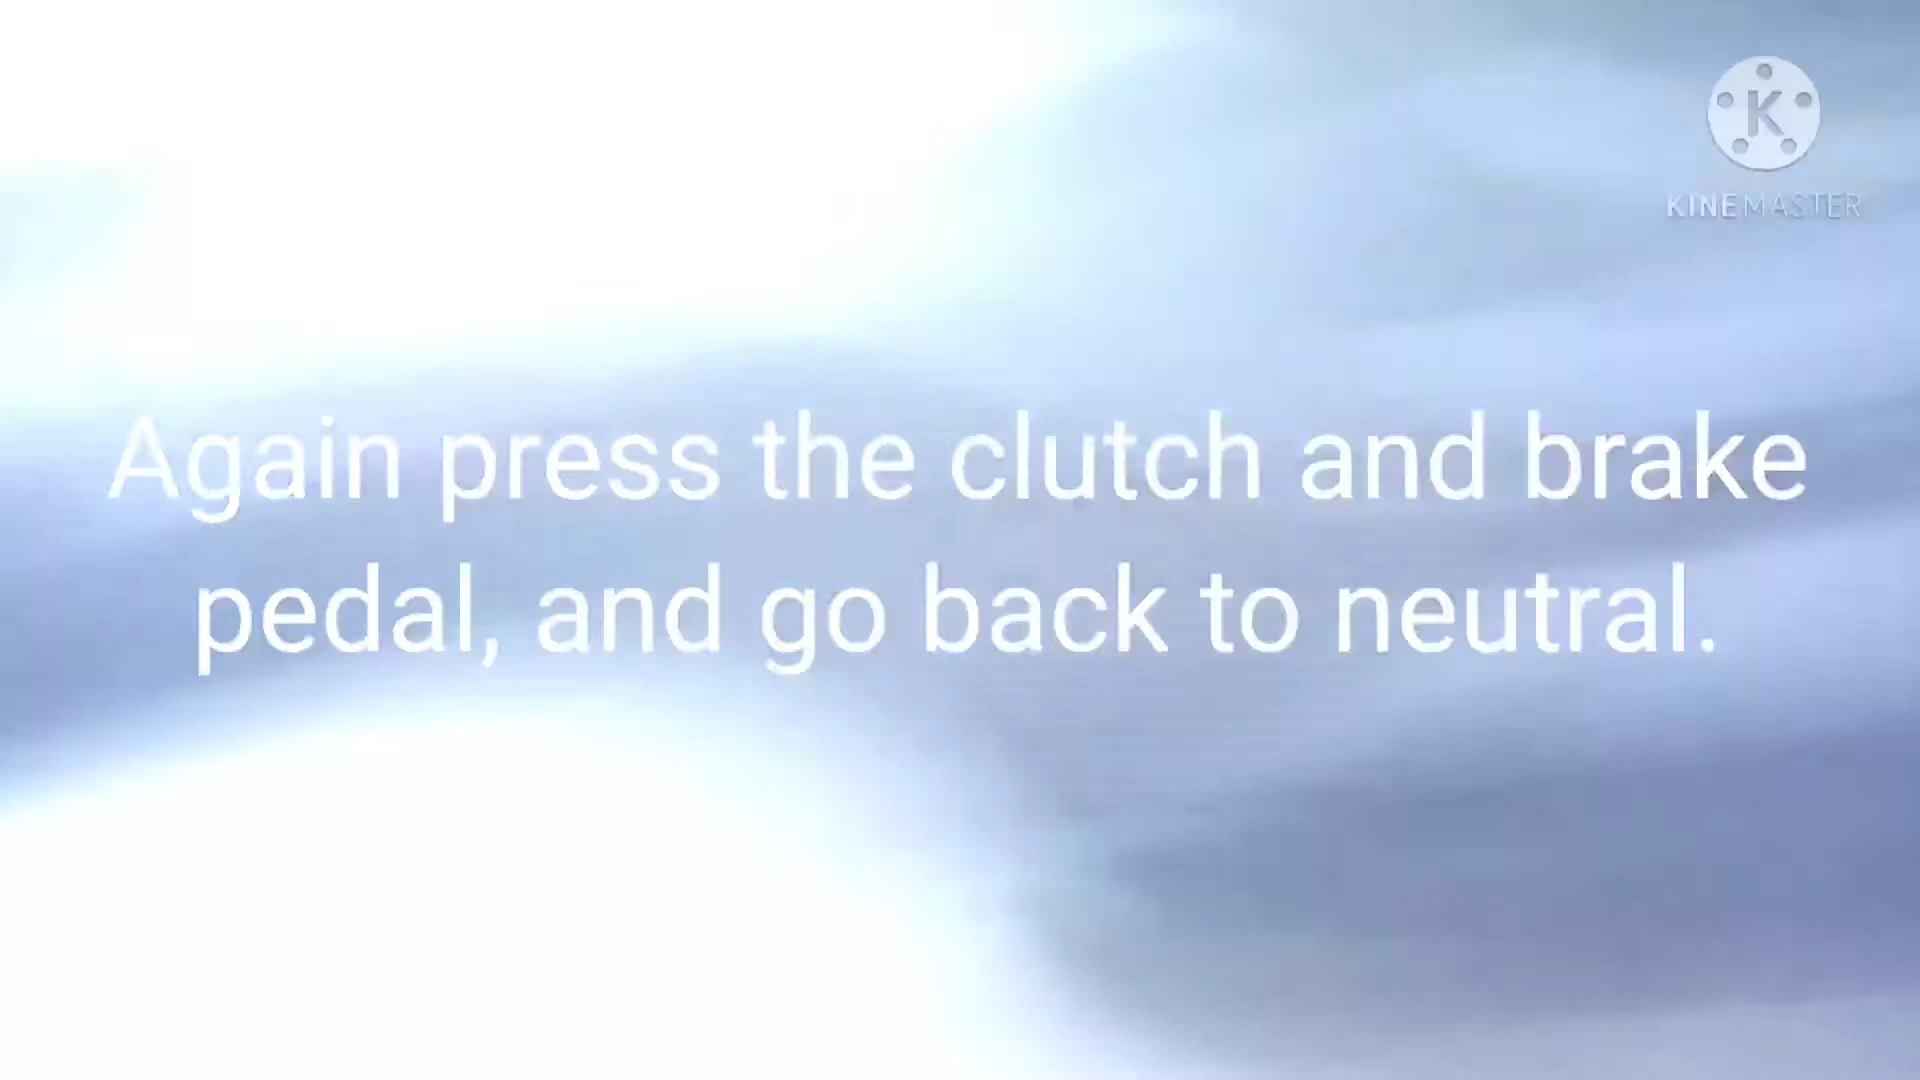 K
KINEMASTER
Again press the clutch and brake
pedal, and go back to neutral.